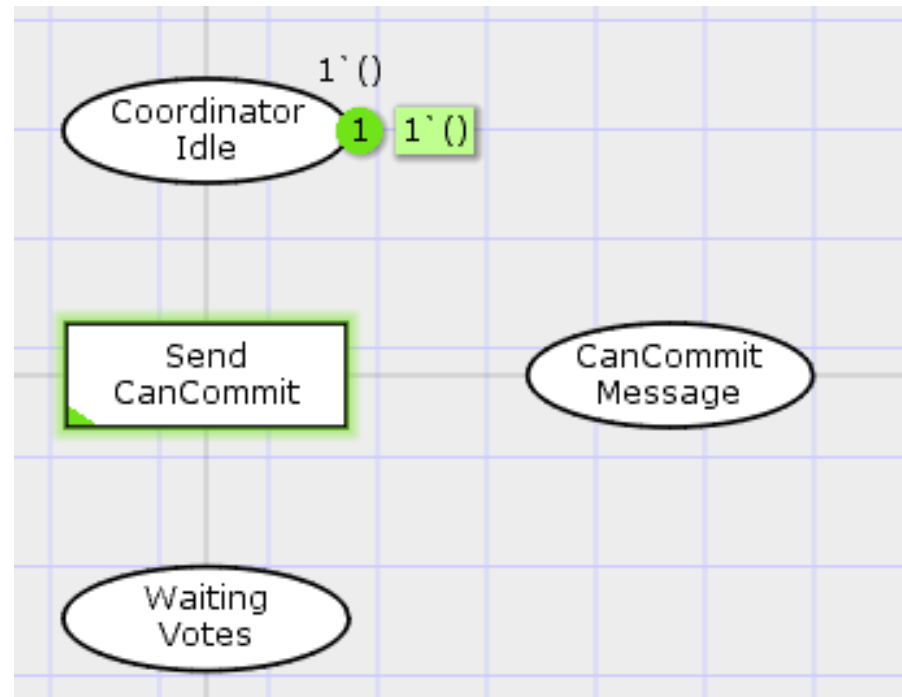 1`()
Coordinator
Idle
1
1`()
Send
CanCommit
CanCommit
Message
Waiting
Votes